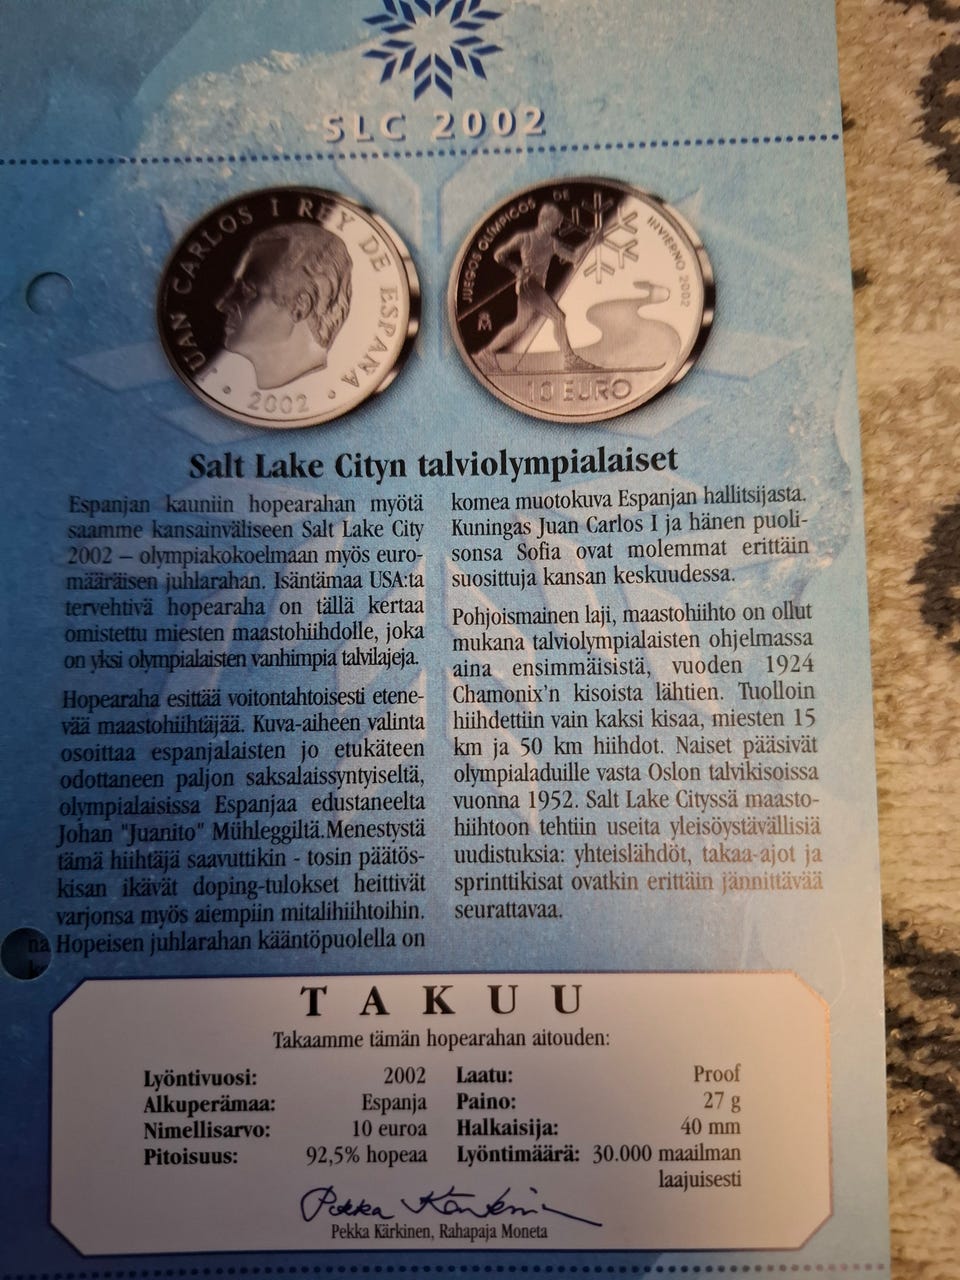 SLC 2002
JUAN CARLOS I REY DE ESPAÑA
• 2002 •
JUEGOS OLÍMPICOS DE INVIERNO 2002
10 EURO
Salt Lake Cityn talviolympialaiset
Espanjan kauniin hopearahan myötä
saamme kansainväliseen Salt Lake City
2002 – olympiakokoelmaan myös euro-
määräisen juhlarahan. Isäntämaa USA:ta
tervehtivä hopearaha on tällä kertaa
omistettu miesten maastohiihdolle, joka
on yksi olympialaisten vanhimpia talvilajeja.
Hopearaha esittää voitontahtoisesti etene-
vää maastohiihtäjää. Kuva-aiheen valinta
osoittaa espanjalaisten jo etukäteen
odottaneen paljon saksalaissyntyiseltä,
olympialaisissa Espanjaa edustaneelta
Johan "Juanito" Mühleggiltä.Menestystä
tämä hiihtäjä saavuttikin - tosin päätös-
kisan ikävät doping-tulokset heittivät
varjonsa myös aiempiin mitalihiihtoihin.
Hopeisen juhlarahan kääntöpuolella on
komea muotokuva Espanjan hallitsijasta.
Kuningas Juan Carlos I ja hänen puoli-
sonsa Sofia ovat molemmat erittäin
suosittuja kansan keskuudessa.
Pohjoismainen laji, maastohiihto on ollut
mukana talviolympialaisten ohjelmassa
aina ensimmäisistä, vuoden 1924
Chamonix'n kisoista lähtien. Tuolloin
hiihdettiin vain kaksi kisaa, miesten 15
km ja 50 km hiihdot. Naiset pääsivät
olympialaduille vasta Oslon talvikisoissa
vuonna 1952. Salt Lake Cityssä maasto-
hiihtoon tehtiin useita yleisöystävällisiä
uudistuksia: yhteislähdöt, takaa-ajot ja
sprinttikisat ovatkin erittäin jännittävää
seurattavaa.
na
TAKUU
Takaamme tämän hopearahan aitouden:
Lyöntivuosi: 2002 Laatu: Proof
Alkuperämaa: Espanja Paino: 27 g
Nimellisarvo: 10 euroa Halkaisija: 40 mm
Pitoisuus: 92,5% hopeaa Lyöntimäärä: 30.000 maailman
laajuisesti
Pekka Kärkinen
Pekka Kärkinen, Rahapaja Moneta